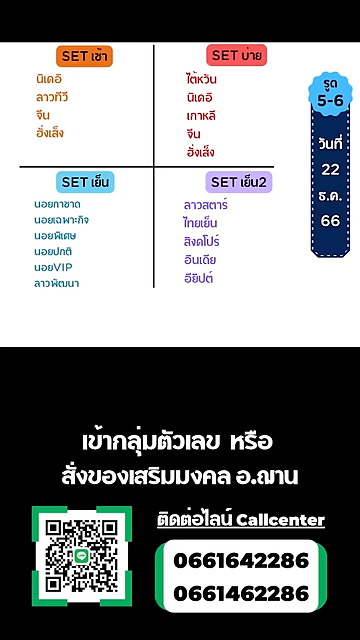 SET เช้า
นิเคอิ
ลาวทีวี
จีน
ฮั่งเส็ง
SET บ่าย
ไต้หวัน
นิเคอิ
เกาหลี
จีน
ฮั่งเส็ง
รูด
5-6
วันที่
22
ธ.ค.
66
SET เย็น
นอยกาชาด
นอยเฉพาะกิจ
นอยพิเศษ
นอยปกติ
นอยVIP
ลาวพัฒนา
SET เย็น2
ลาวสตาร์
ไทยเย็น
สิงคโปร์
อินเดีย
อียิปต์
เข้ากลุ่มตัวเลข หรือ
สั่งของเสริมมงคล อ.ฌาน
ติดต่อไลน์ Callcenter
0661642286
0661462286